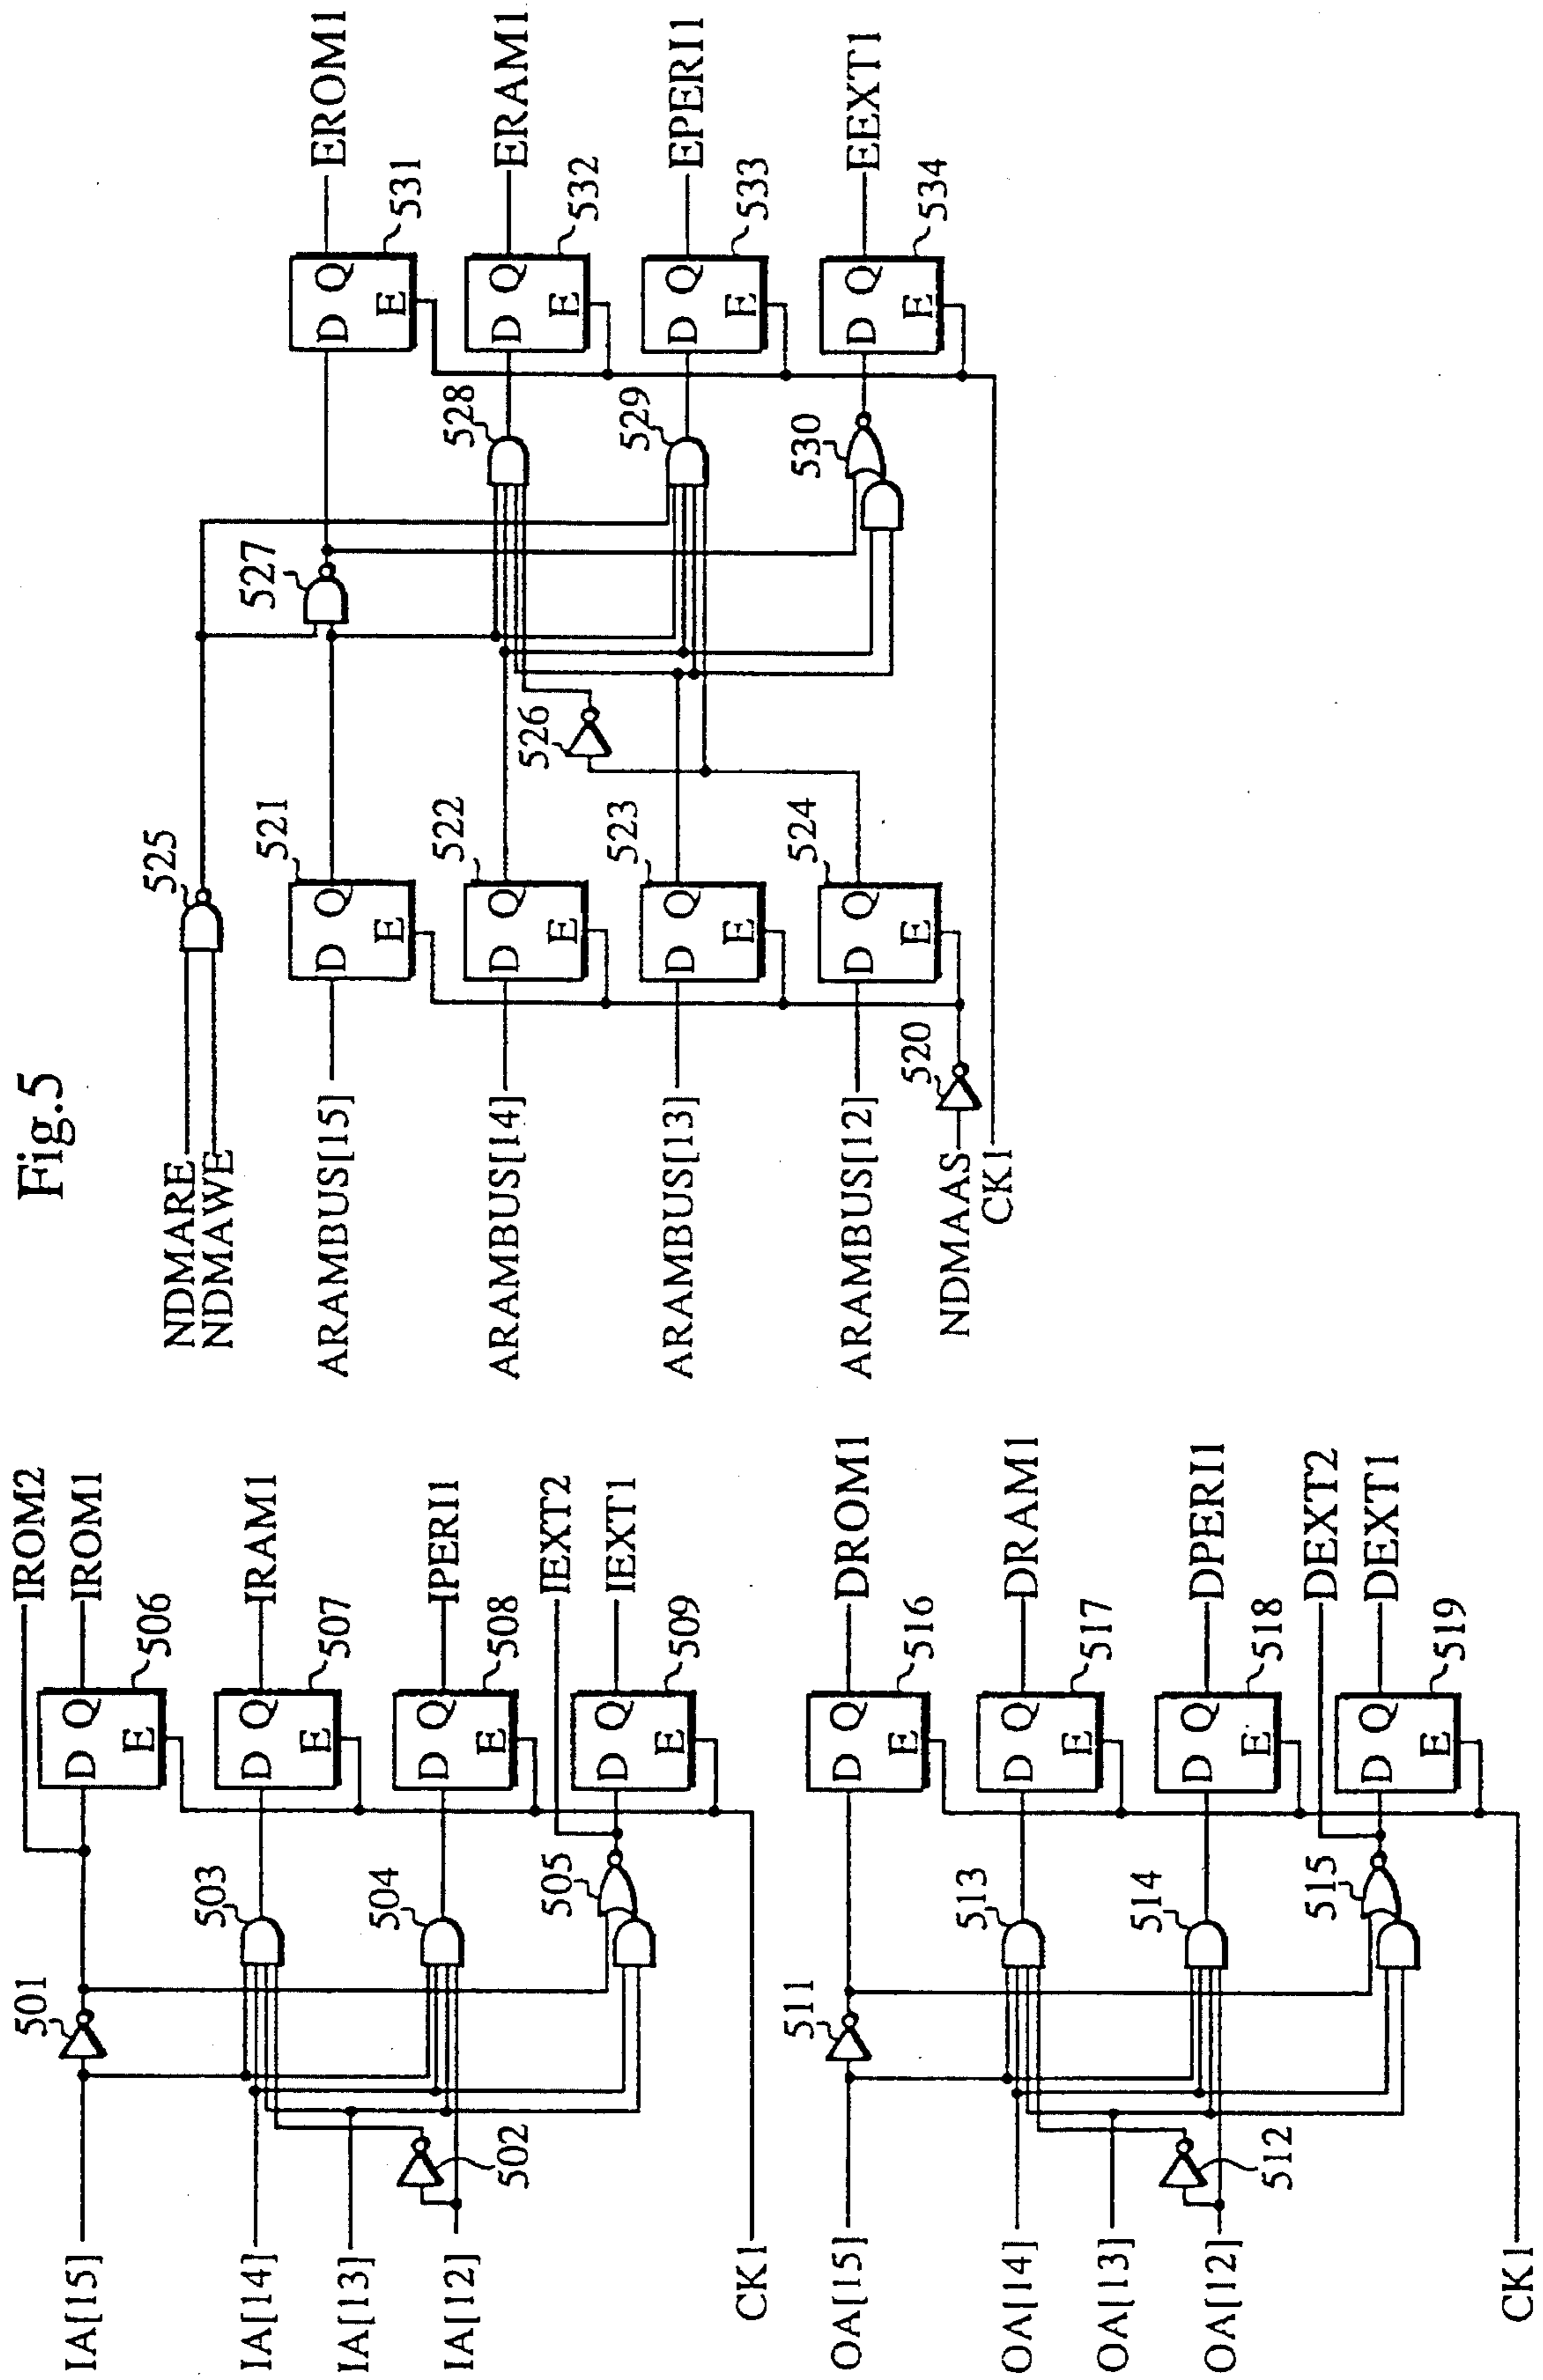 Fig.5
NDMARE
NDMAWE
525
ARAMBUS[15]
D Q
E
521
527
D Q
E
531
EROM1
ARAMBUS[14]
D Q
E
522
528
D Q
E
532
ERAM1
526
ARAMBUS[13]
D Q
E
523
529
D Q
E
533
EPERI1
ARAMBUS[12]
D Q
E
524
530
D Q
E
534
EEXT1
NDMAAS
520
CK1
IROM2
IROM1
IA[15]
501
D Q
E
506
IA[14]
503
D Q
E
507
IRAM1
IA[13]
502
IA[12]
504
D Q
E
508
IPERI1
IEXT2
505
D Q
E
509
IEXT1
CK1
OA[15]
511
D Q
E
516
DROM1
OA[14]
513
D Q
E
517
DRAM1
OA[13]
512
OA[12]
514
D Q
E
518
DPERI1
DEXT2
515
D Q
E
519
DEXT1
CK1